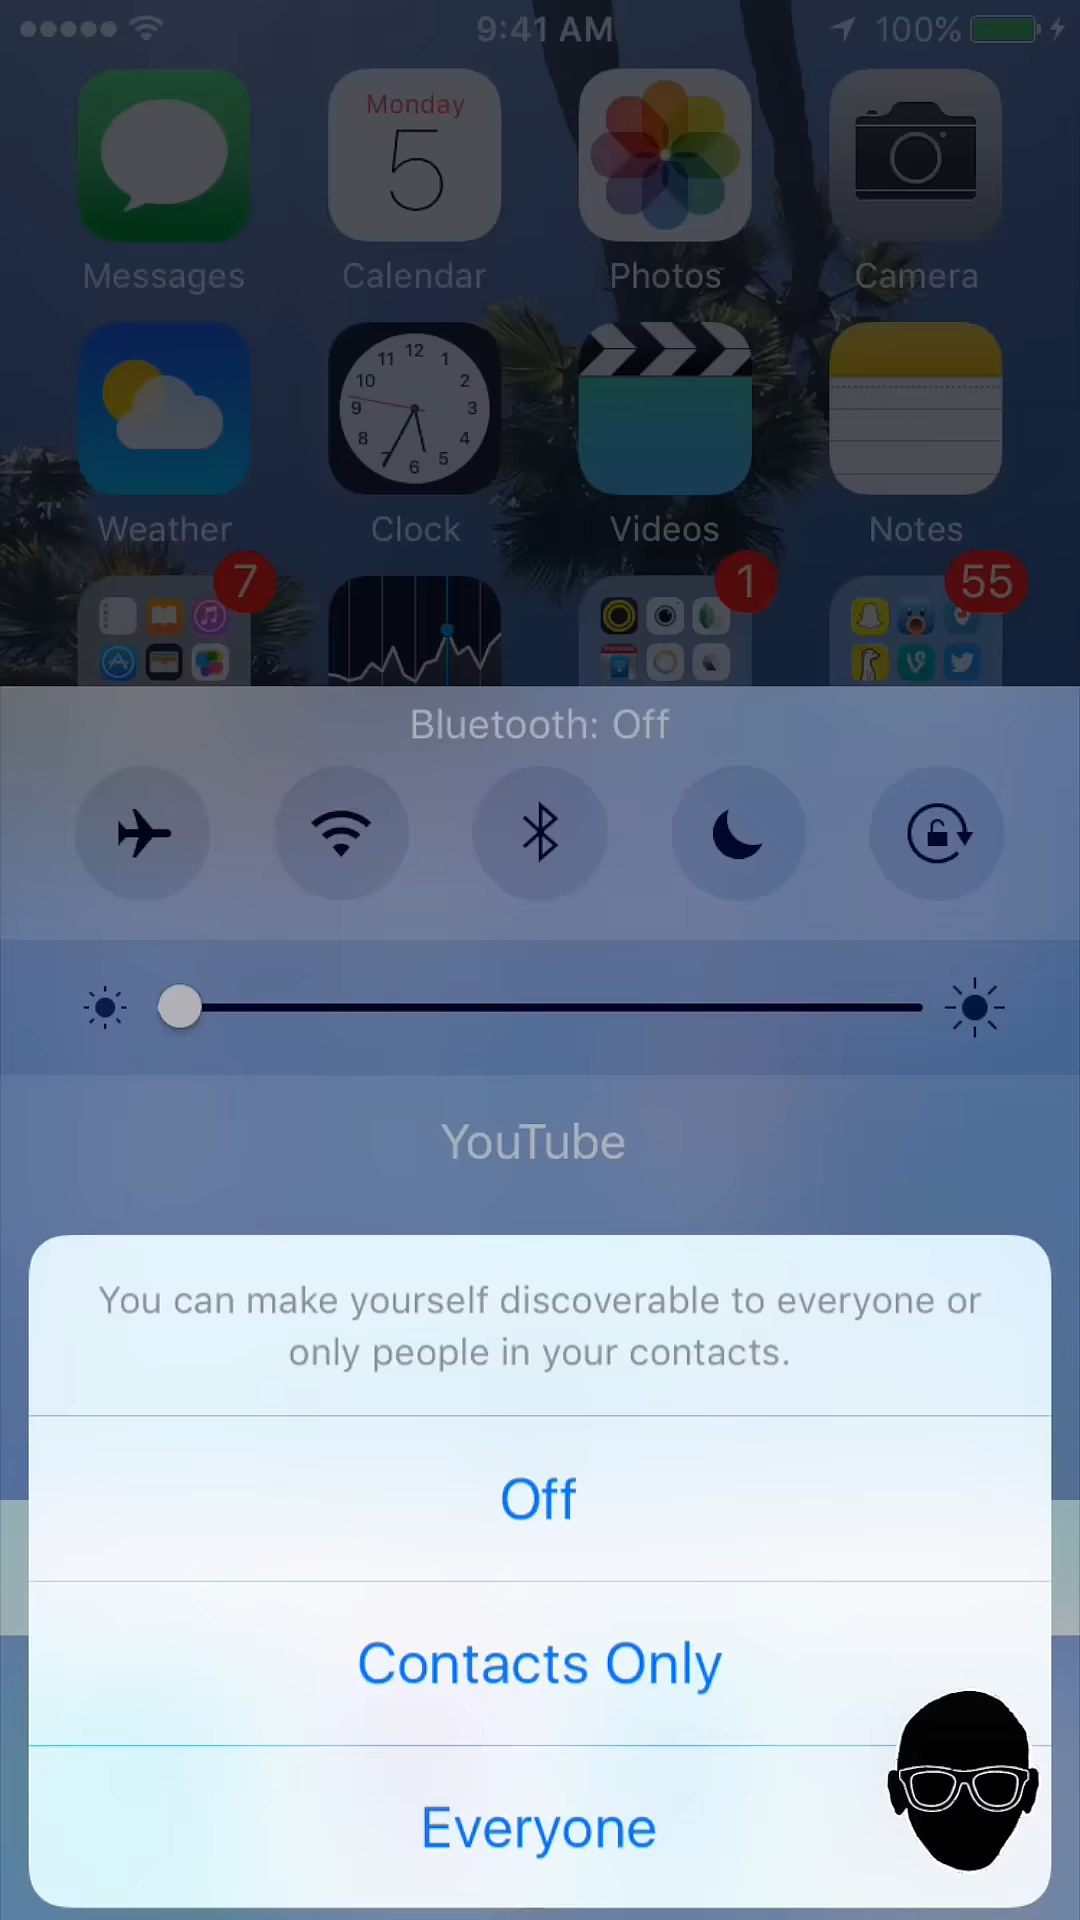 9:41 AM
100%
Monday
5
Messages
Calendar
Photos
Camera
12
11
1
10
2
9
3
8
4
7
5
6
Weather
Clock
Videos
Notes
7
1
55
Bluetooth: Off
YouTube
You can make yourself discoverable to everyone or
only people in your contacts.
Off
Contacts Only
Everyone